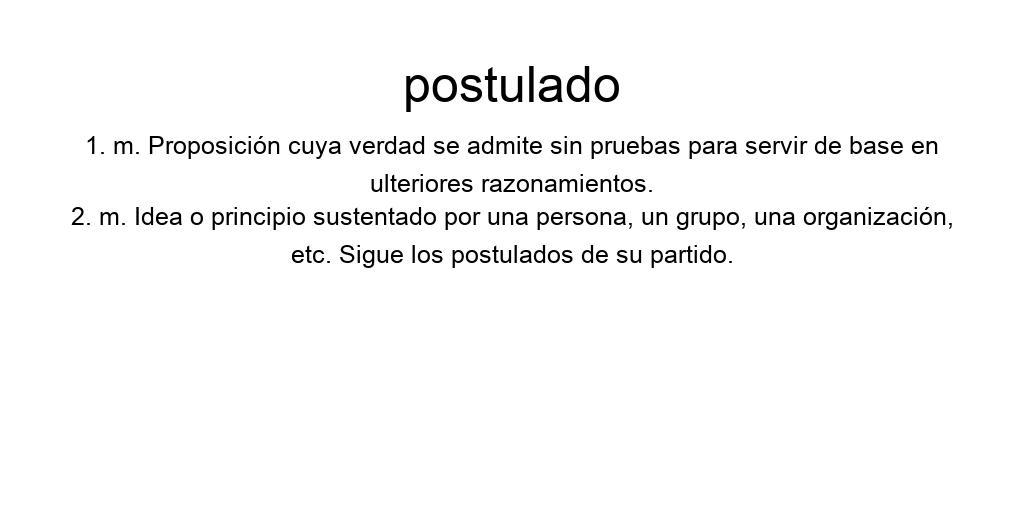 postulado
1. m. Proposición cuya verdad se admite sin pruebas para servir de base en
ulteriores razonamientos.
2. m. Idea o principio sustentado por una persona, un grupo, una organización,
etc. Sigue los postulados de su partido.